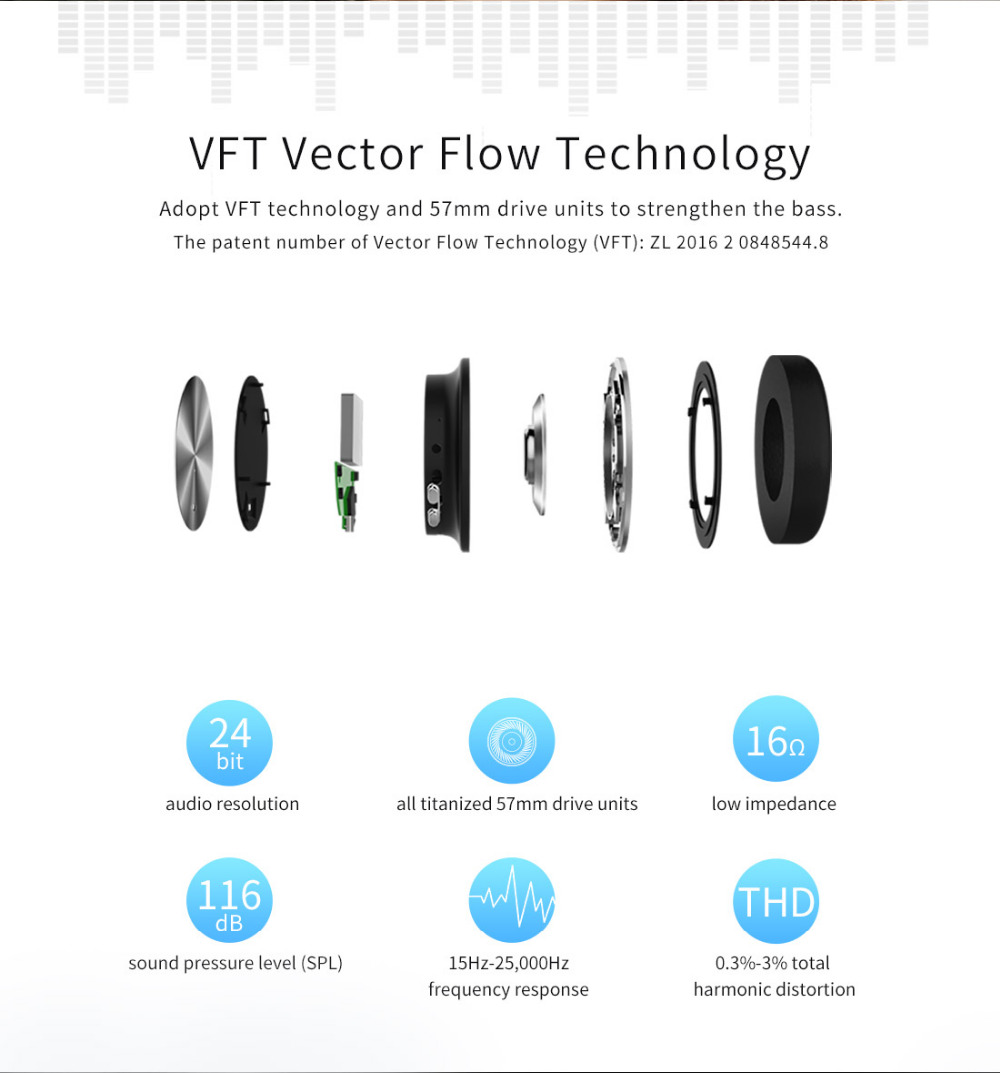 VFT Vector Flow Technology
Adopt VFT technology and 57mm drive units to strengthen the bass.
The patent number of Vector Flow Technology (VFT): ZL 2016 2 0848544.8
24
bit
audio resolution
all titanized 57mm drive units
16Ω
low impedance
116
dB
sound pressure level (SPL)
15Hz-25,000Hz
frequency response
THD
0.3%-3% total
harmonic distortion